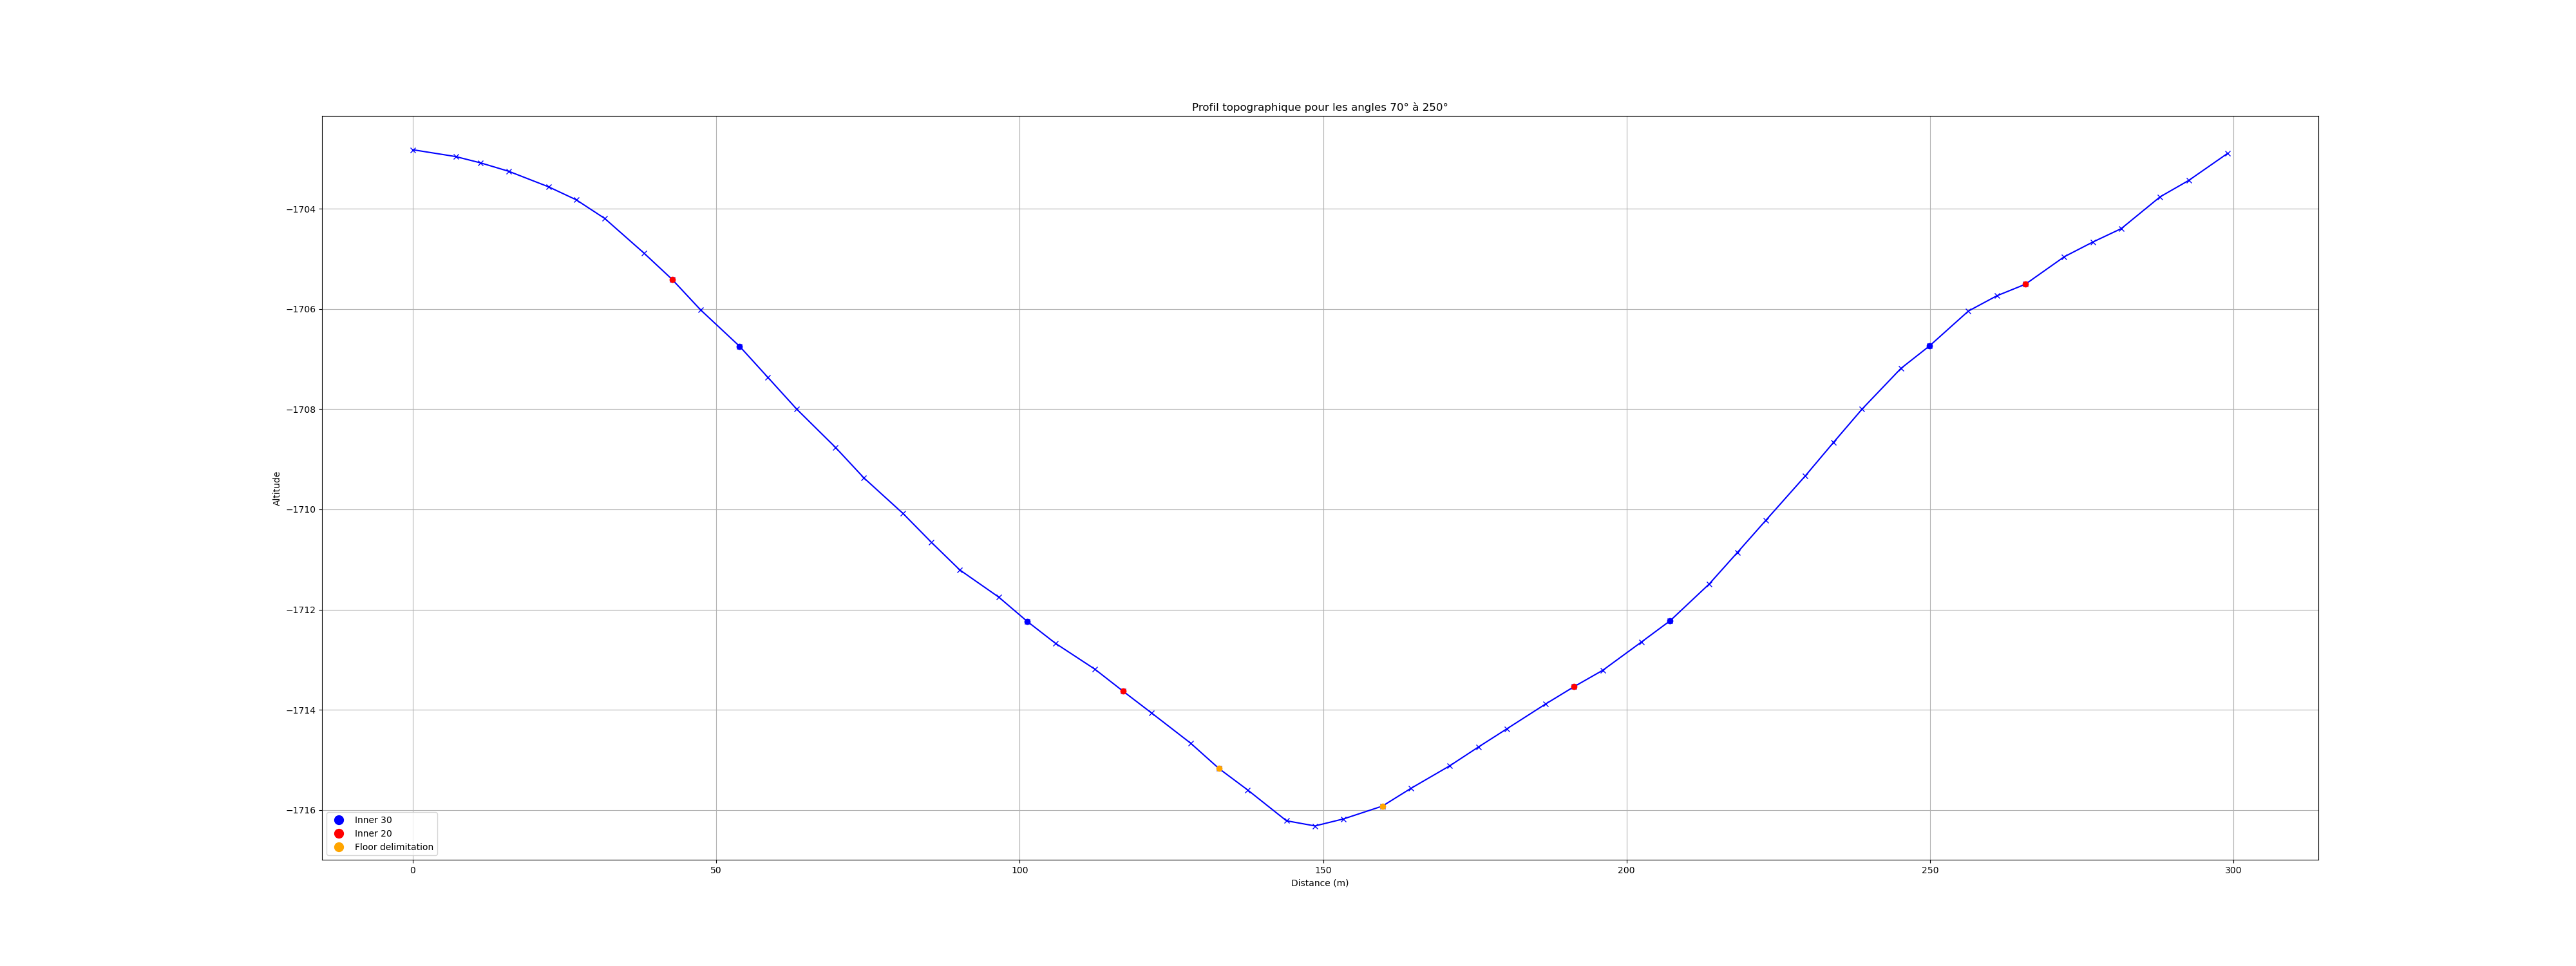 Profil topographique pour les angles 70° à 250°
Altitude
−1704
−1706
−1708
−1710
−1712
−1714
−1716
Inner 30
Inner 20
Floor delimitation
0 50 100 150 200 250 300
Distance (m)